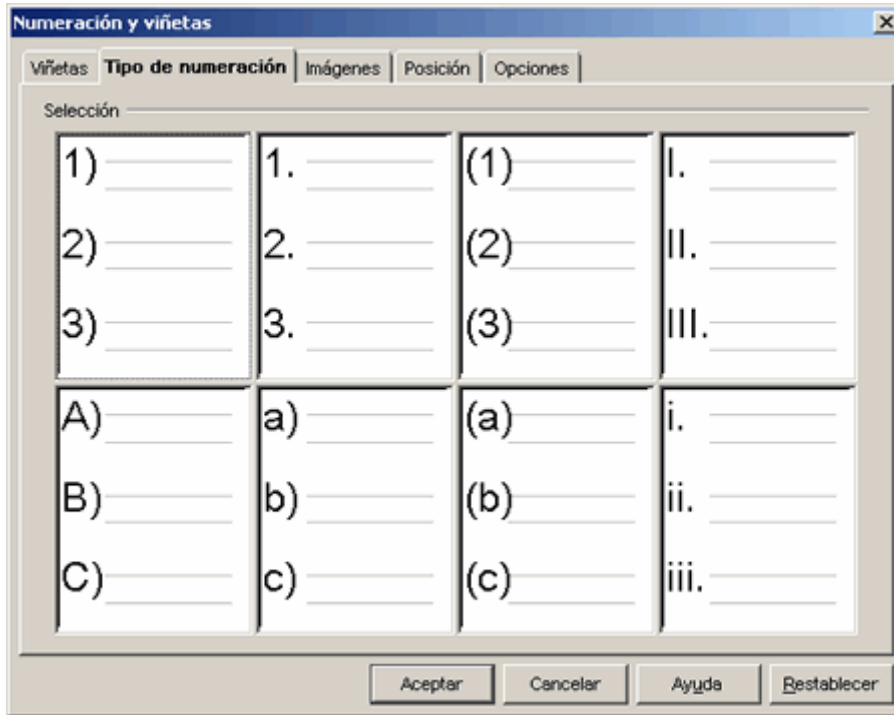 Numeración y viñetas
Viñetas Tipo de numeración Imágenes Posición Opciones
Selección
1) 1. (1) I.
2) 2. (2) II.
3) 3. (3) III.
A) a) (a) i.
B) b) (b) ii.
C) c) (c) iii.
Aceptar Cancelar Ayuda Restablecer